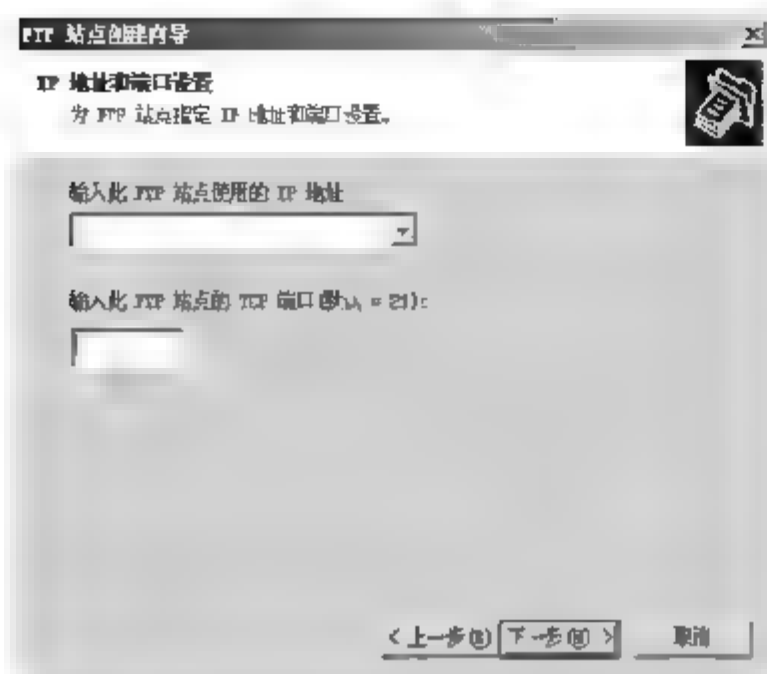 FTP 站点创建向导
IP 地址和端口设置
为 FTP 站点指定 IP 地址和端口设置。
输入此 FTP 站点使用的 IP 地址
输入此 FTP 站点的 TCP 端口(默认 = 21):
< 上一步(B) 下一步(N) > 取消